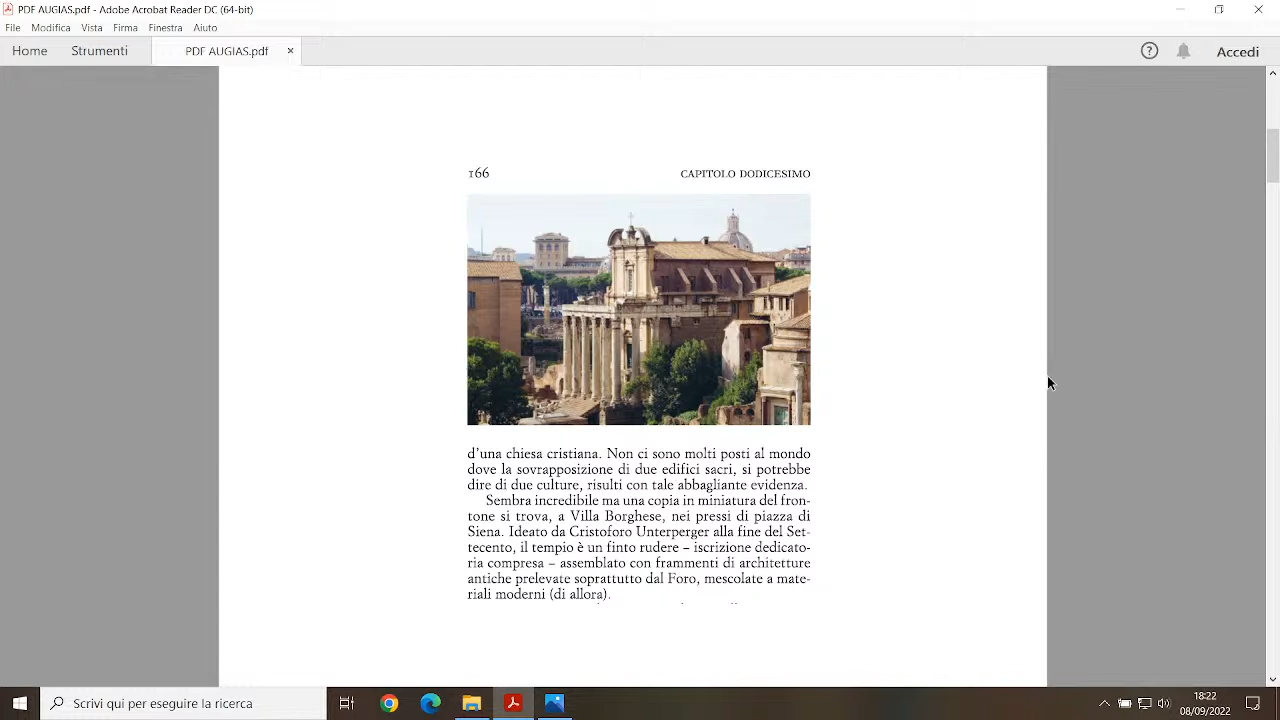 PDF AUGIAS.pdf - Adobe Acrobat Reader DC (64-bit)
File Modifica Vista Firma Finestra Aiuto
Home Strumenti PDF AUGIAS.pdf Accedi
166 CAPITOLO DODICESIMO
d'una chiesa cristiana. Non ci sono molti posti al mondo
dove la sovrapposizione di due edifici sacri, si potrebbe
dire di due culture, risulti con tale abbagliante evidenza.
Sembra incredibile ma una copia in miniatura del fron-
tone si trova, a Villa Borghese, nei pressi di piazza di
Siena. Ideato da Cristoforo Unterperger alla fine del Set-
tecento, il tempio è un finto rudere – iscrizione dedicato-
ria compresa – assemblato con frammenti di architetture
antiche prelevate soprattutto dal Foro, mescolate a mate-
riali moderni (di allora).
Scrivi qui per eseguire la ricerca
18:22
08/09/2022